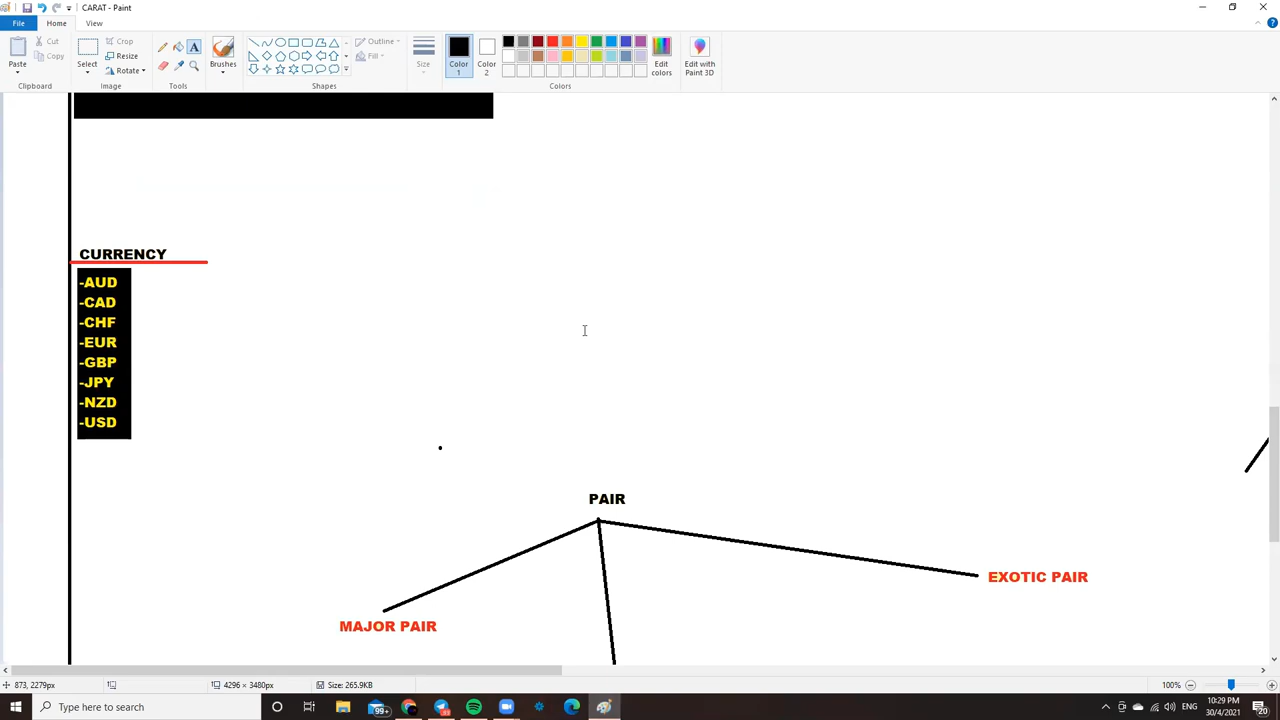 CARAT - Paint
File
Home
View
Paste
Cut
Copy
Clipboard
Select
Crop
Resize
Rotate
Image
A
Tools
Brushes
Outline
Fill
Shapes
Size
Color 1
Color 2
Edit colors
Edit with Paint 3D
Colors
CURRENCY
-AUD
-CAD
-CHF
-EUR
-GBP
-JPY
-NZD
-USD
PAIR
EXOTIC PAIR
MAJOR PAIR
873, 2279px
4296 × 3480px
Size: 265.9KB
100%
Type here to search
99+
ENG
10:29 PM
30/4/2021
20